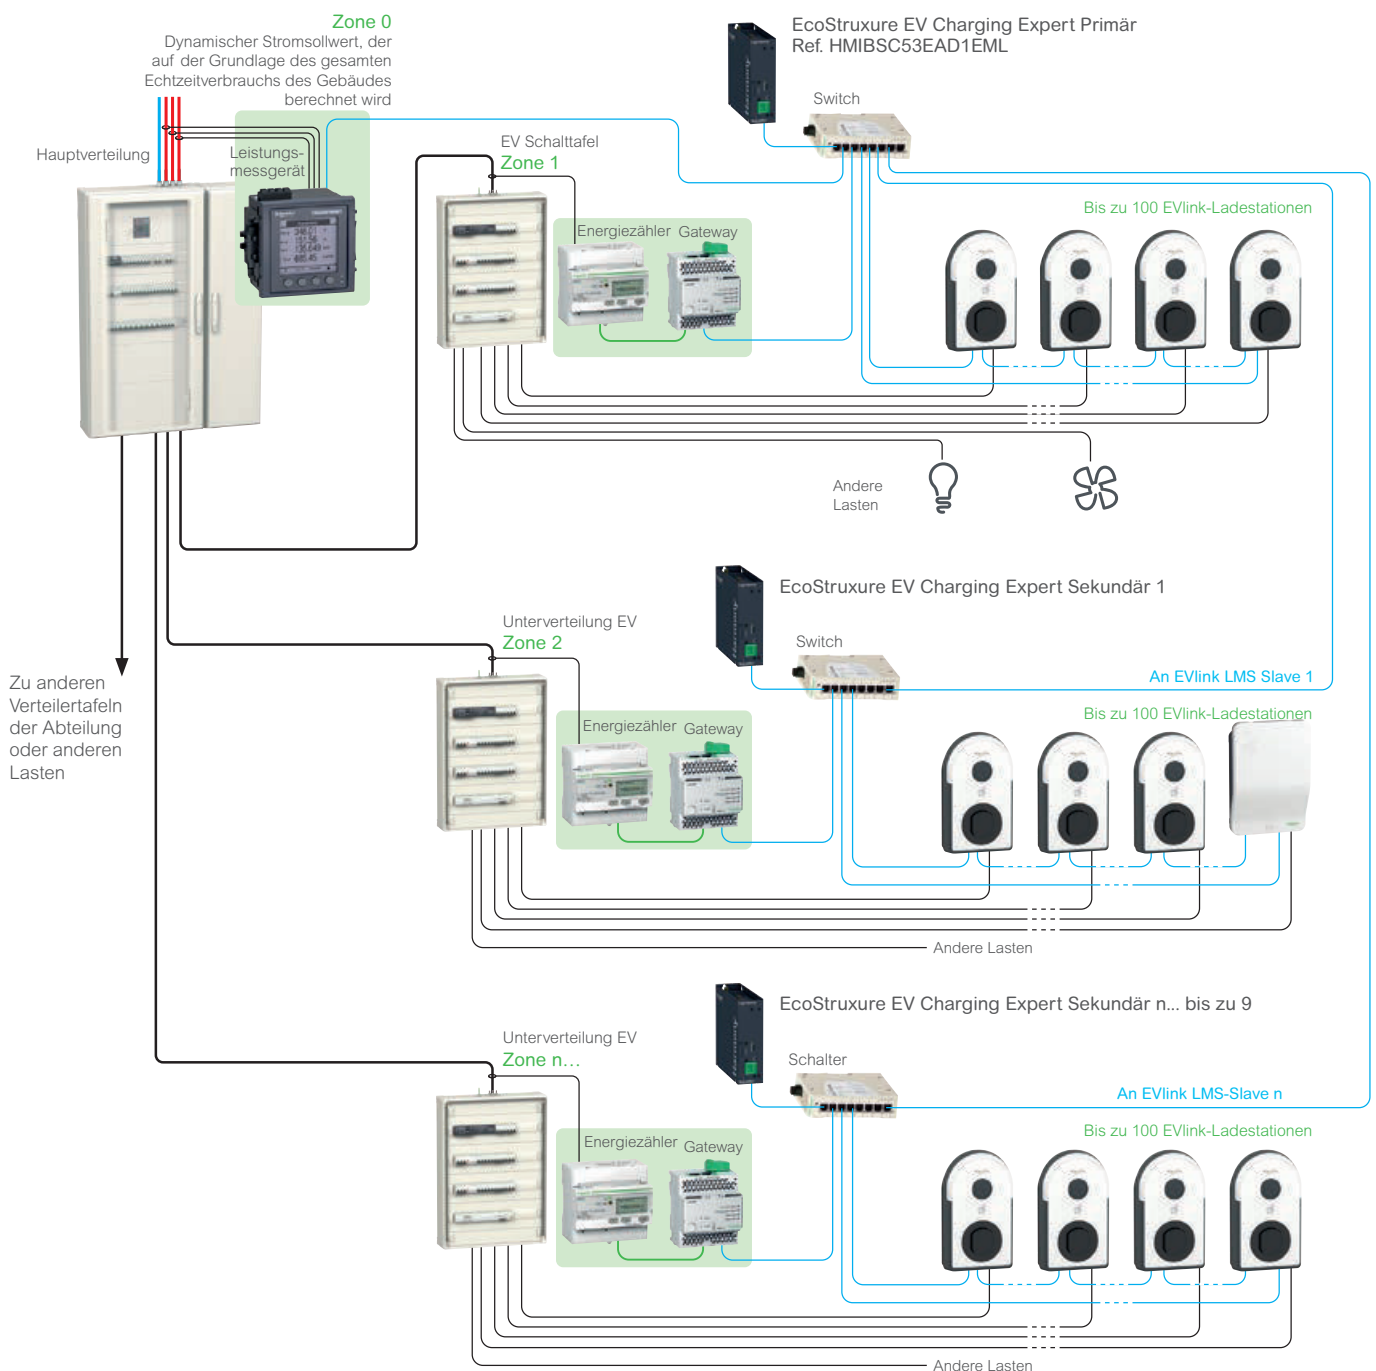 Zone 0
Dynamischer Stromsollwert, der
auf der Grundlage des gesamten
Echtzeitverbrauchs des Gebäudes
berechnet wird
Hauptverteilung
Leistungs-
messgerät
EcoStruxure EV Charging Expert Primär
Ref. HMIBSC53EAD1EML
Switch
EV Schalttafel
Zone 1
Energiezähler
Gateway
Bis zu 100 EVlink-Ladestationen
Andere
Lasten
EcoStruxure EV Charging Expert Sekundär 1
Unterverteilung EV
Zone 2
Switch
An EVlink LMS Slave 1
Zu anderen
Verteilertafeln
der Abteilung
oder anderen
Lasten
Energiezähler
Gateway
Bis zu 100 EVlink-Ladestationen
Andere Lasten
EcoStruxure EV Charging Expert Sekundär n... bis zu 9
Unterverteilung EV
Zone n…
Schalter
An EVlink LMS-Slave n
Energiezähler
Gateway
Bis zu 100 EVlink-Ladestationen
Andere Lasten